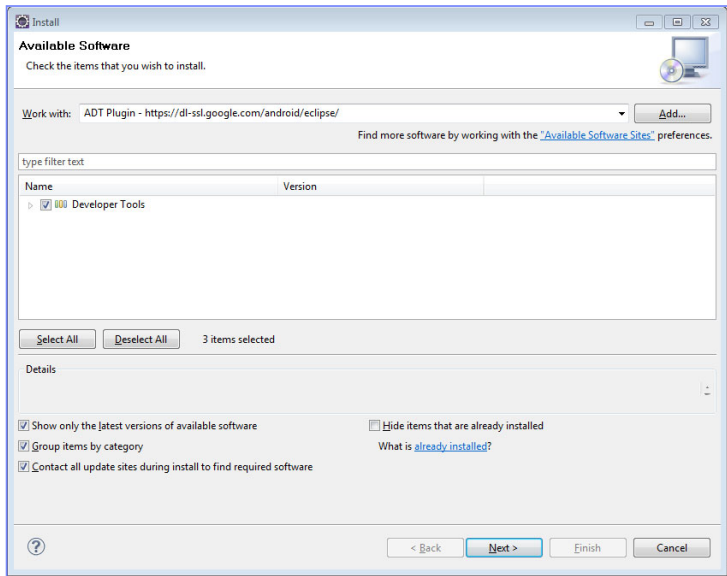 Install
Available Software
Check the items that you wish to install.
Work with: ADT Plugin - https://dl-ssl.google.com/android/eclipse/ Add...
Find more software by working with the "Available Software Sites" preferences.
type filter text
Name Version
Developer Tools
Select All Deselect All 3 items selected
Details
Show only the latest versions of available software Hide items that are already installed
Group items by category What is already installed?
Contact all update sites during install to find required software
? < Back Next > Finish Cancel